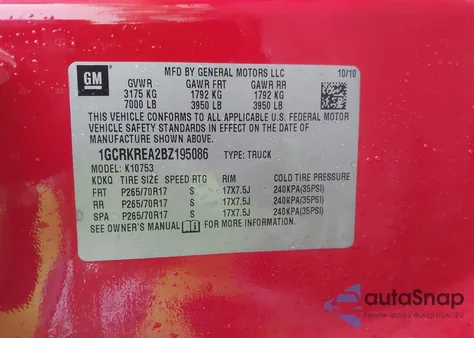 GM
MFD BY GENERAL MOTORS LLC 10/10
GVWR GAWR FRT GAWR RR
3175 KG 1792 KG 1792 KG
7000 LB 3950 LB 3950 LB
THIS VEHICLE CONFORMS TO ALL APPLICABLE U.S. FEDERAL MOTOR
VEHICLE SAFETY STANDARDS IN EFFECT ON THE DATE OF
MANUFACTURE SHOWN ABOVE.
1GCRKREA2BZ195086 TYPE: TRUCK
MODEL: K10753
KDKQ TIRE SIZE SPEED RTG RIM COLD TIRE PRESSURE
FRT P265/70R17 S 17X7.5J 240KPA(35PSI)
RR P265/70R17 S 17X7.5J 240KPA(35PSI)
SPA P265/70R17 S 17X7.5J 240KPA(35PSI)
SEE OWNER'S MANUAL FOR MORE INFORMATION
autaSnap